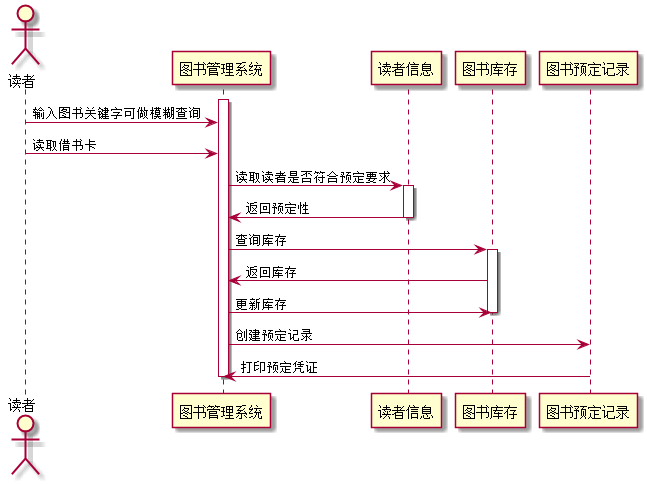 读者
图书管理系统
读者信息
图书库存
图书预定记录
输入图书关键字可做模糊查询
读取借书卡
读取读者是否符合预定要求
返回预定性
查询库存
返回库存
更新库存
创建预定记录
打印预定凭证
读者
图书管理系统
读者信息
图书库存
图书预定记录